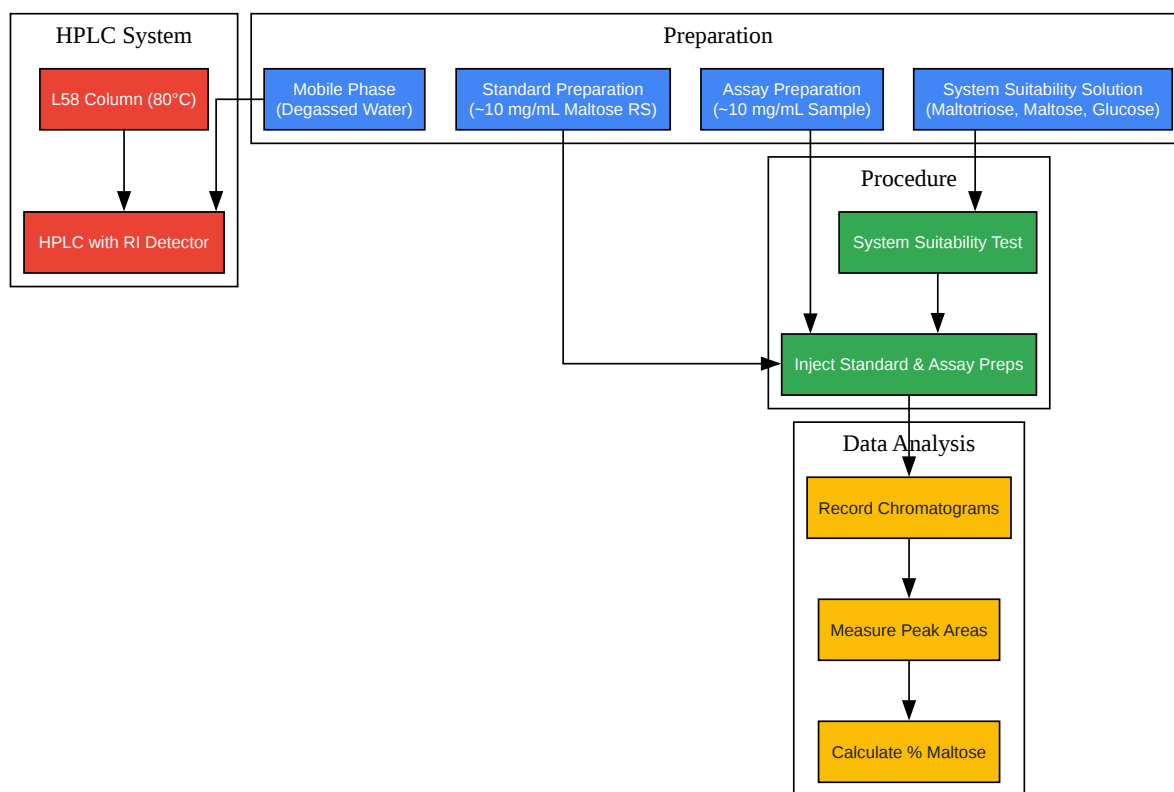 HPLC System
L58 Column (80°C)
HPLC with RI Detector
Preparation
Mobile Phase
(Degassed Water)
Standard Preparation
(~10 mg/mL Maltose RS)
Assay Preparation
(~10 mg/mL Sample)
System Suitability Solution
(Maltotriose, Maltose, Glucose)
Procedure
System Suitability Test
Inject Standard & Assay Preps
Data Analysis
Record Chromatograms
Measure Peak Areas
Calculate % Maltose